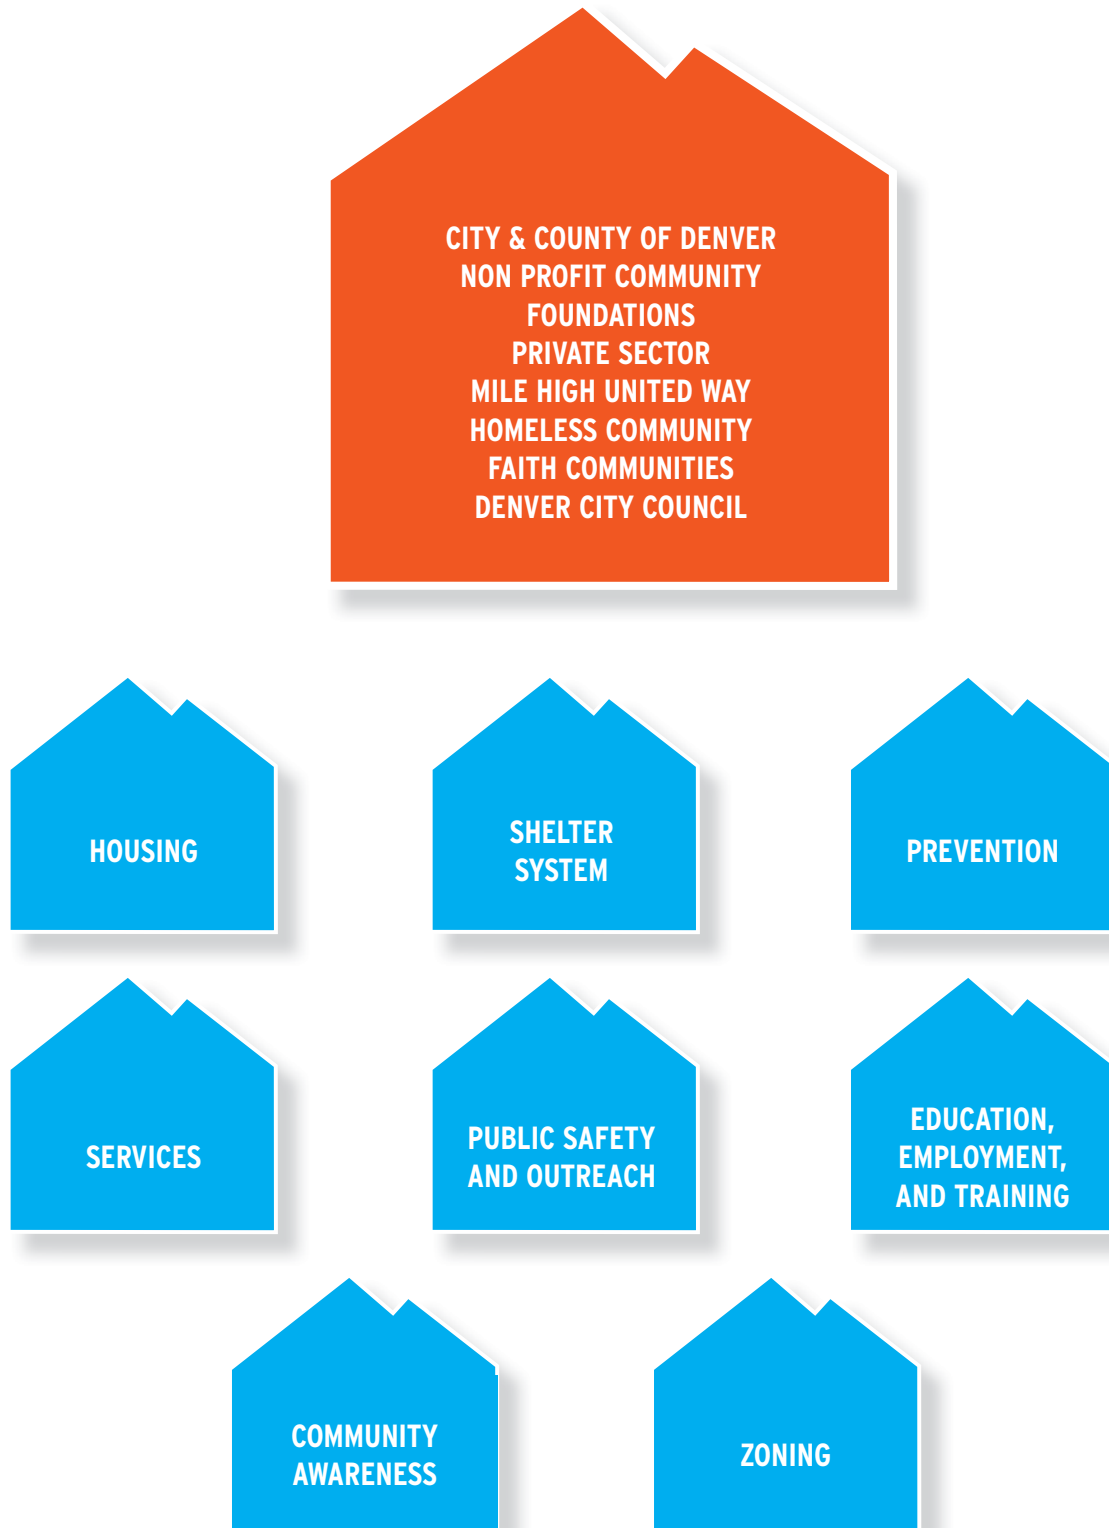 CITY & COUNTY OF DENVER
NON PROFIT COMMUNITY
FOUNDATIONS
PRIVATE SECTOR
MILE HIGH UNITED WAY
HOMELESS COMMUNITY
FAITH COMMUNITIES
DENVER CITY COUNCIL
HOUSING
SHELTER
SYSTEM
PREVENTION
SERVICES
PUBLIC SAFETY
AND OUTREACH
EDUCATION,
EMPLOYMENT,
AND TRAINING
COMMUNITY
AWARENESS
ZONING